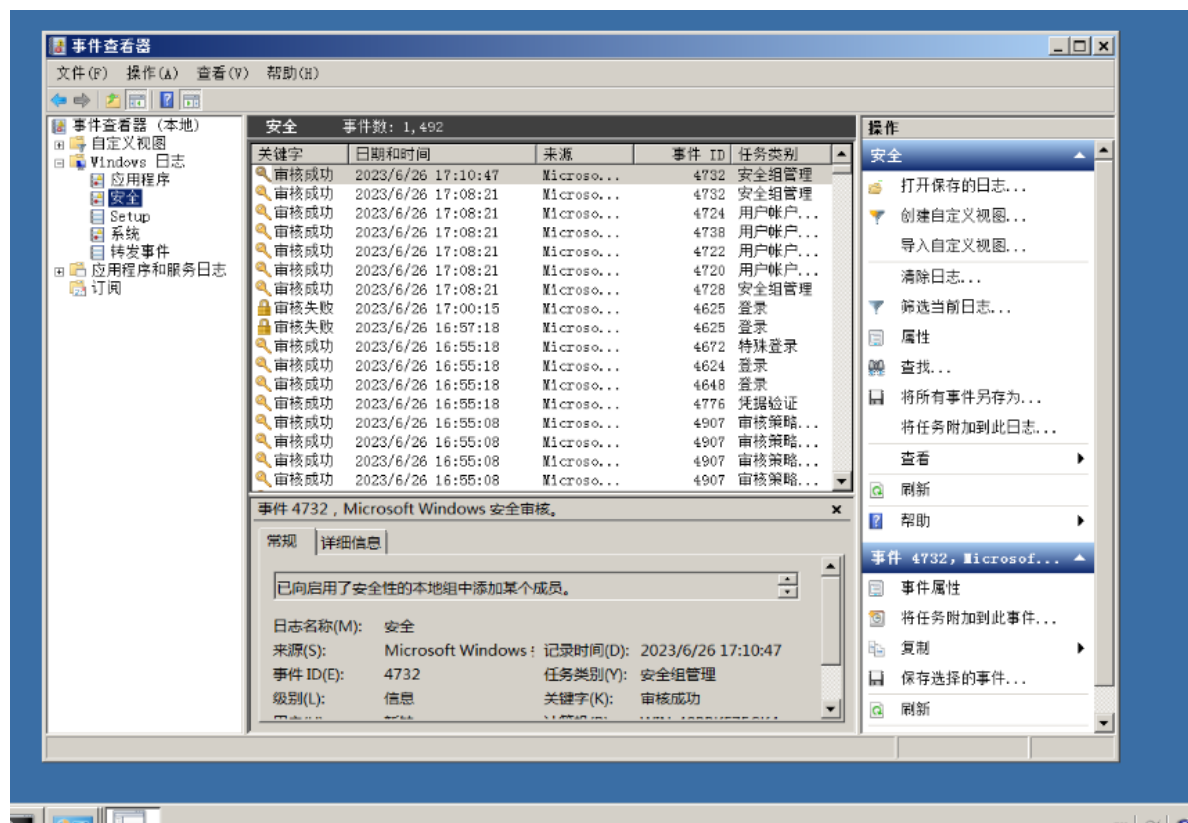 事件查看器
文件(F) 操作(A) 查看(V) 帮助(H)
事件查看器 (本地)
自定义视图
Windows 日志
应用程序
安全
Setup
系统
转发事件
应用程序和服务日志
订阅
安全 事件数: 1,492
关键字 日期和时间 来源 事件 ID 任务类别
审核成功 2023/6/26 17:10:47 Microso... 4732 安全组管理
审核成功 2023/6/26 17:08:21 Microso... 4732 安全组管理
审核成功 2023/6/26 17:08:21 Microso... 4724 用户帐户...
审核成功 2023/6/26 17:08:21 Microso... 4738 用户帐户...
审核成功 2023/6/26 17:08:21 Microso... 4722 用户帐户...
审核成功 2023/6/26 17:08:21 Microso... 4720 用户帐户...
审核成功 2023/6/26 17:08:21 Microso... 4728 安全组管理
审核失败 2023/6/26 17:00:15 Microso... 4625 登录
审核失败 2023/6/26 16:57:18 Microso... 4625 登录
审核成功 2023/6/26 16:55:18 Microso... 4672 特殊登录
审核成功 2023/6/26 16:55:18 Microso... 4624 登录
审核成功 2023/6/26 16:55:18 Microso... 4648 登录
审核成功 2023/6/26 16:55:18 Microso... 4776 凭据验证
审核成功 2023/6/26 16:55:08 Microso... 4907 审核策略...
审核成功 2023/6/26 16:55:08 Microso... 4907 审核策略...
审核成功 2023/6/26 16:55:08 Microso... 4907 审核策略...
审核成功 2023/6/26 16:55:08 Microso... 4907 审核策略...
事件 4732，Microsoft Windows 安全审核。
常规 详细信息
已向启用了安全性的本地组中添加某个成员。
日志名称(M): 安全
来源(S): Microsoft Windows 记录时间(D): 2023/6/26 17:10:47
事件 ID(E): 4732 任务类别(Y): 安全组管理
级别(L): 信息 关键字(K): 审核成功
操作
安全
打开保存的日志...
创建自定义视图...
导入自定义视图...
清除日志...
筛选当前日志...
属性
查找...
将所有事件另存为...
将任务附加到此日志...
查看
刷新
帮助
事件 4732, Microsof...
事件属性
将任务附加到此事件...
复制
保存选择的事件...
刷新